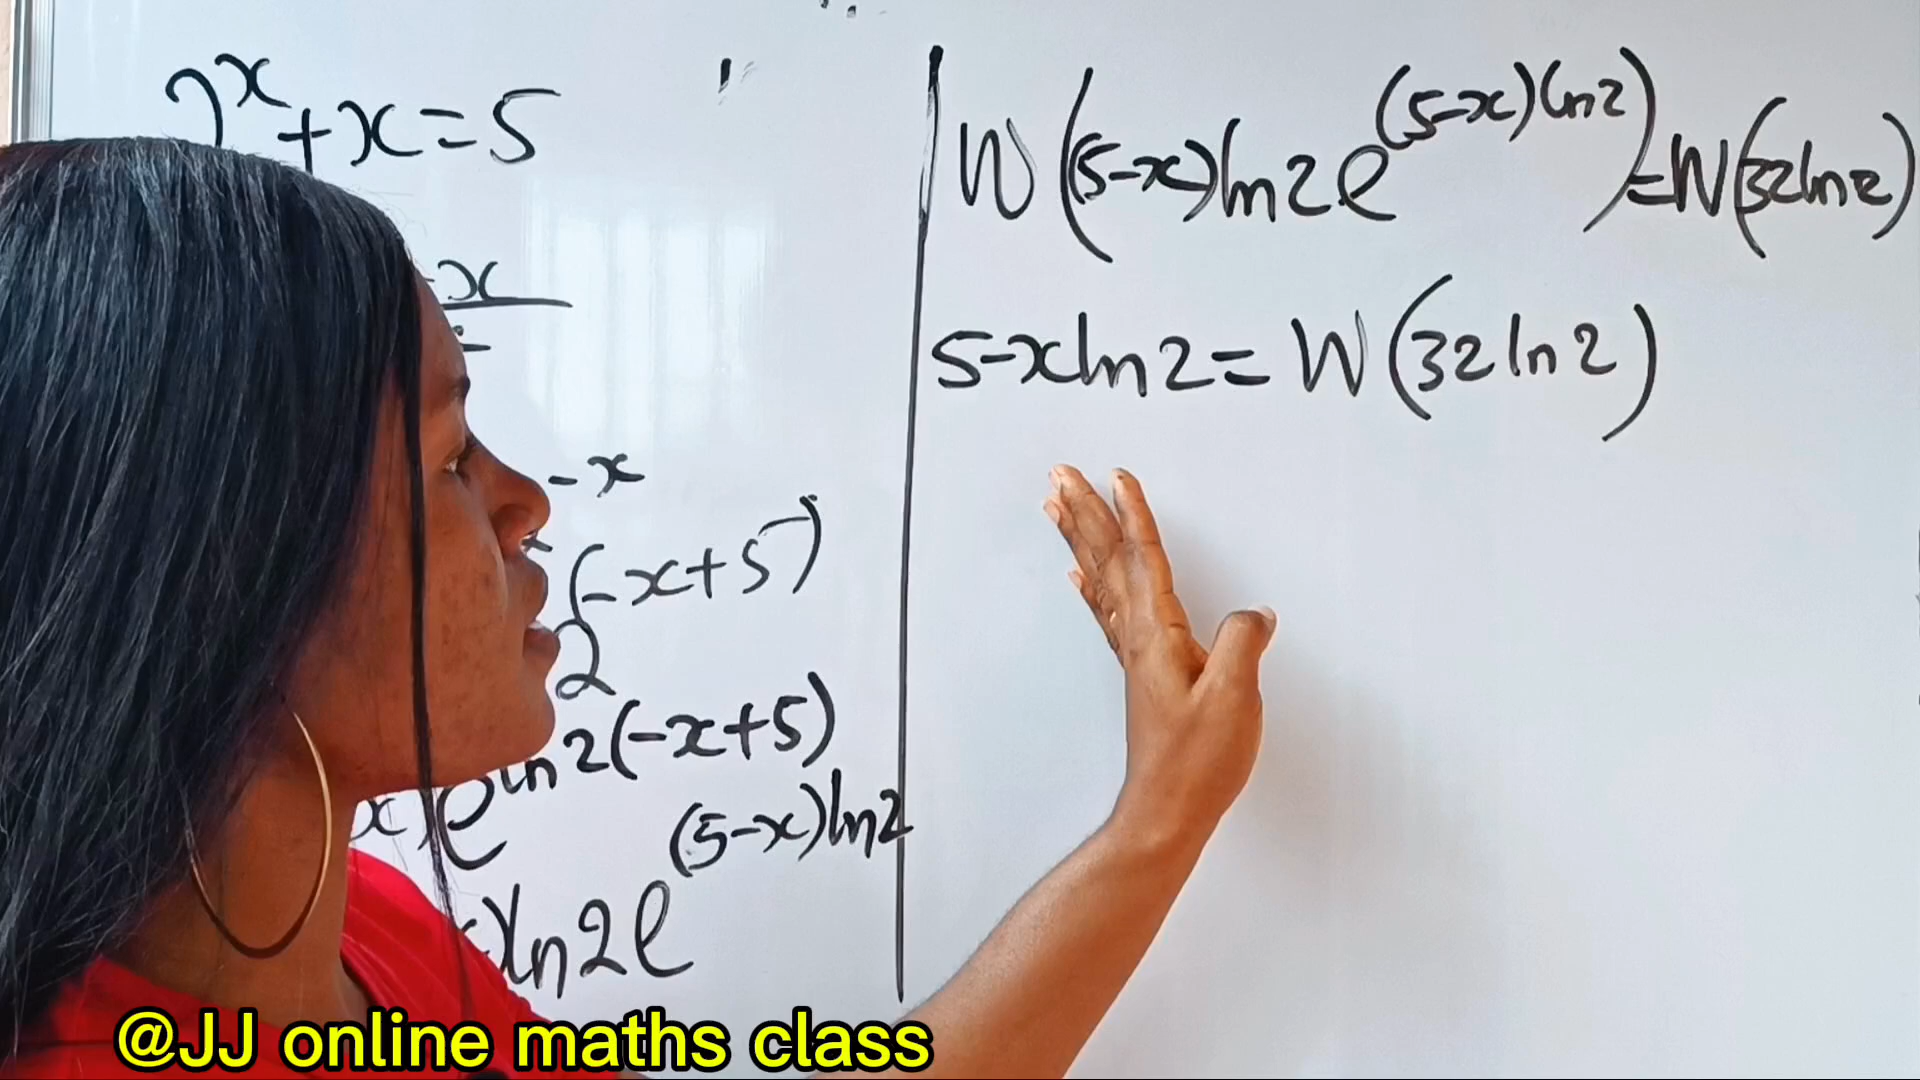 2^x + x = 5
-x
-x
(-x+5)
2
e^ln2(-x+5)
(5-x)ln2
)ln2e
W((5-x)ln2e^(5-x)ln2)=W(32ln2)
5-xln2=W(32ln2)
@JJ online maths class